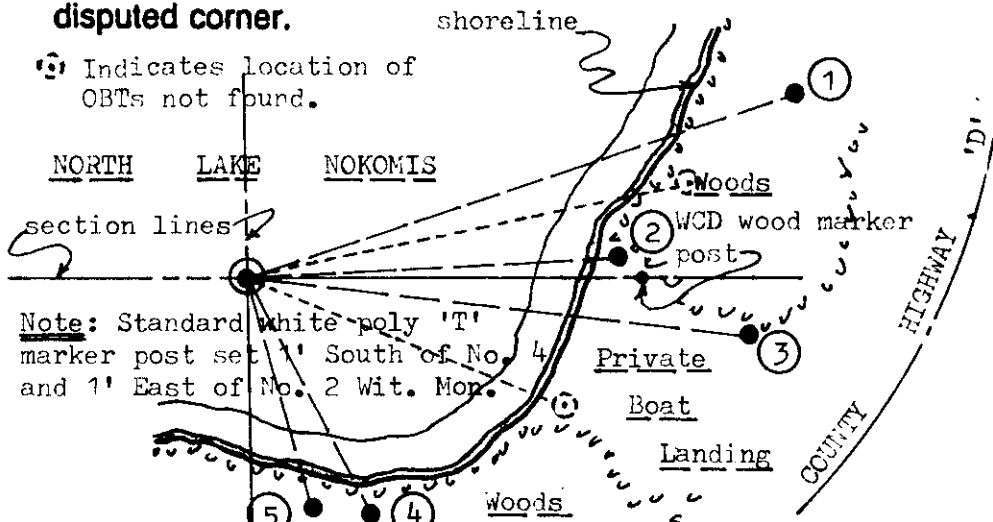 disputed corner.
shoreline
Indicates location of
OBTs not found.
1
NORTH LAKE NOKOMIS
Woods
'D'
section lines
2
WCD wood marker
post
HIGHWAY
Note: Standard white poly 'T'
marker post set 1' South of No. 4
and 1' East of No. 2 Wit. Mon.
Private
3
Boat
COUNTY
Landing
Woods
5
4